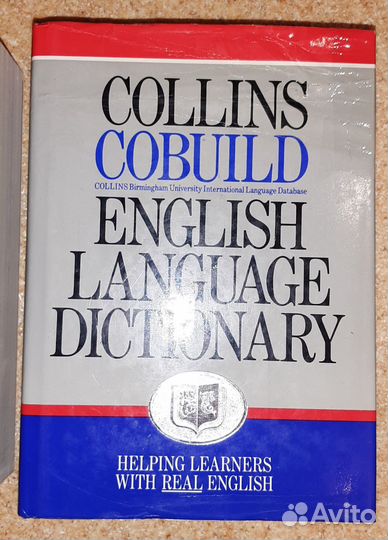 COLLINS
COBUILD
COLLINS Birmingham University International Language Database
ENGLISH
LANGUAGE
DICTIONARY
HELPING LEARNERS
WITH REAL ENGLISH
Avito